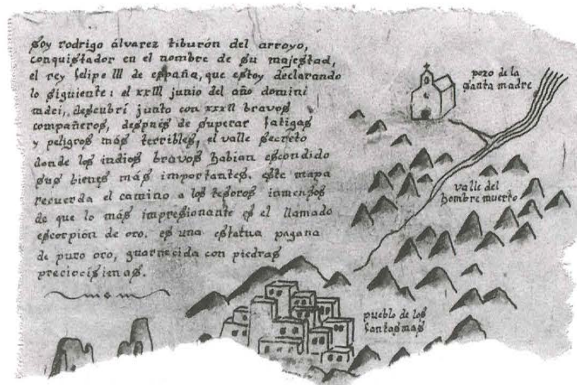 soy rodrigo álvarez tiburón del arroyo,
conquistador en el nombre de su majestad,
el rey felipe III de españa, que estoy declarando
lo siguiente: el XXIII junio del año domini
mdci, descubrí junto con XXXII bravos
compañeros, después de superar fatigas
y peligros más terribles, el valle secreto
donde los indios bravos habian escondido
sus bienes más importantes. este mapa
recuerda el camino a los tesoros inmensos
de que lo más impresionante es el llamado
escorpión de oro. es una estatua pagana
de puro oro, guarnecida con piedras
preciocisimas.
pozo de la
santa madre
valle del
hombre muerto
pueblo de los
fantasmas